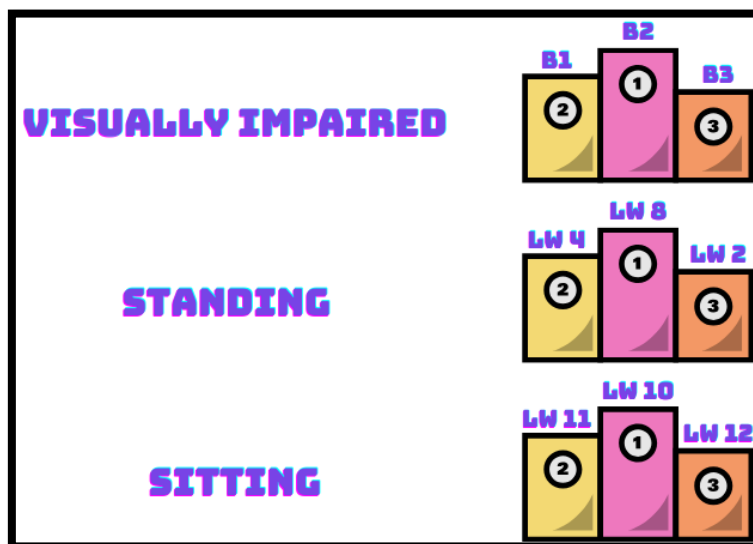 B2
B1
B3
1
2
3
VISUALLY IMPAIRED
LW 8
LW 4
LW 2
1
2
3
STANDING
LW 10
LW 11
LW 12
1
2
3
SITTING